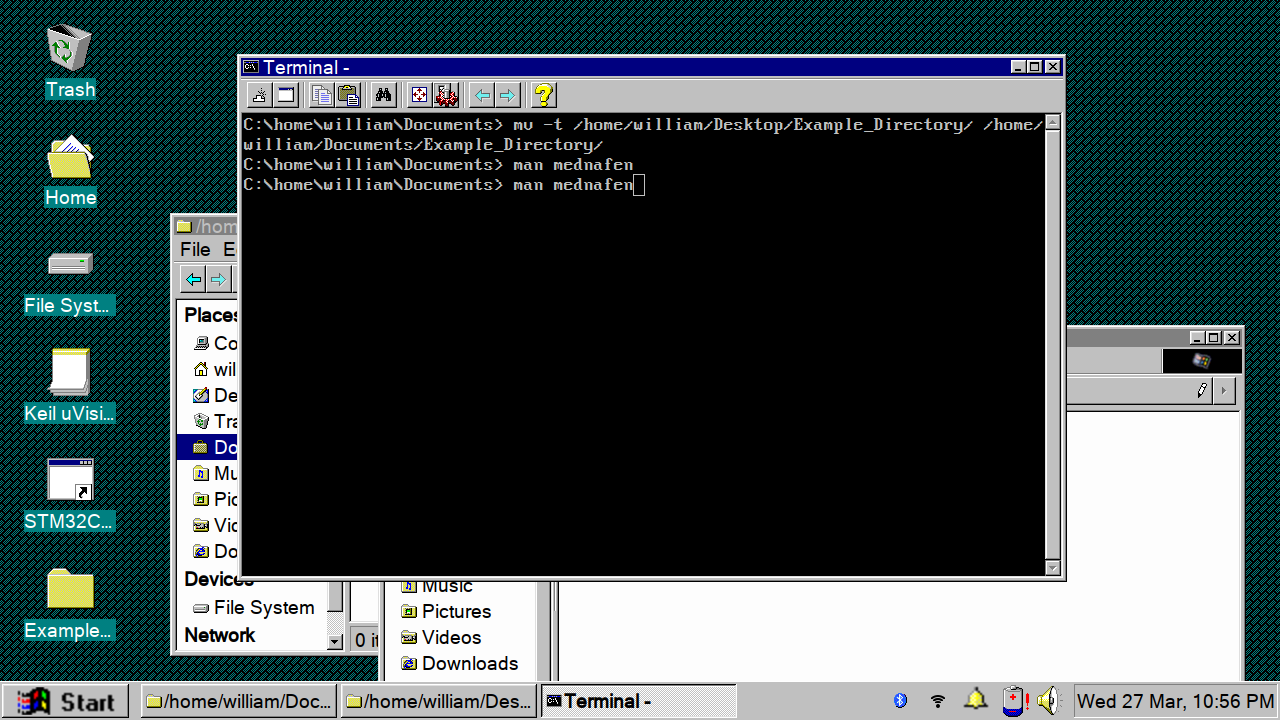 Trash
Home
File Syst...
Keil uVisi...
STM32C...
Example...
Terminal -
C:\home\william\Documents> mv -t /home/william/Desktop/Example_Directory/ /home/
william/Documents/Example_Directory/
C:\home\william\Documents> man mednafen
C:\home\william\Documents> man mednafen
/hom
File E
Places
Co
wil
De
Tra
Do
Mu
Pic
Vid
Do
Devices
File System
Network
0 it
Music
Pictures
Videos
Downloads
Start
/home/william/Doc...
/home/william/Des...
Terminal -
Wed 27 Mar, 10:56 PM